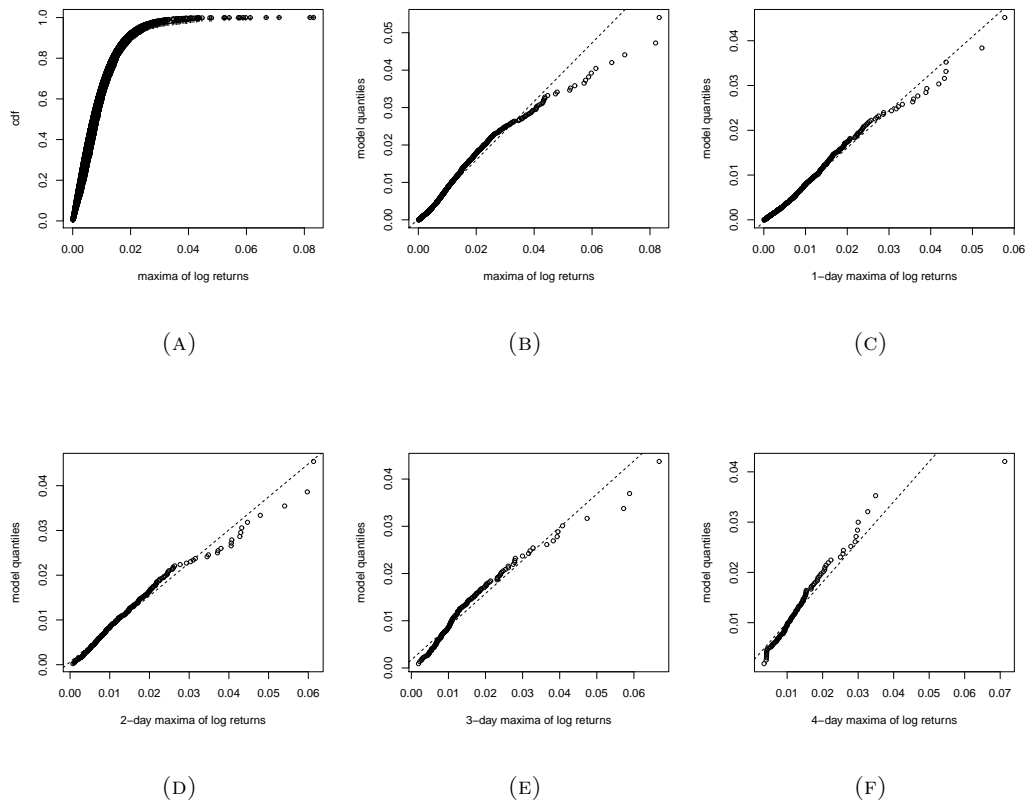 cdf
0.0 0.2 0.4 0.6 0.8 1.0
0.00 0.02 0.04 0.06 0.08
maxima of log returns
(A)
model quantiles
0.00 0.01 0.02 0.03 0.04 0.05
0.00 0.02 0.04 0.06 0.08
maxima of log returns
(B)
model quantiles
0.00 0.01 0.02 0.03 0.04
0.00 0.01 0.02 0.03 0.04 0.05 0.06
1−day maxima of log returns
(C)
model quantiles
0.00 0.01 0.02 0.03 0.04
0.00 0.01 0.02 0.03 0.04 0.05 0.06
2−day maxima of log returns
(D)
model quantiles
0.00 0.01 0.02 0.03 0.04
0.00 0.01 0.02 0.03 0.04 0.05 0.06
3−day maxima of log returns
(E)
model quantiles
0.01 0.02 0.03 0.04
0.01 0.02 0.03 0.04 0.05 0.06 0.07
4−day maxima of log returns
(F)